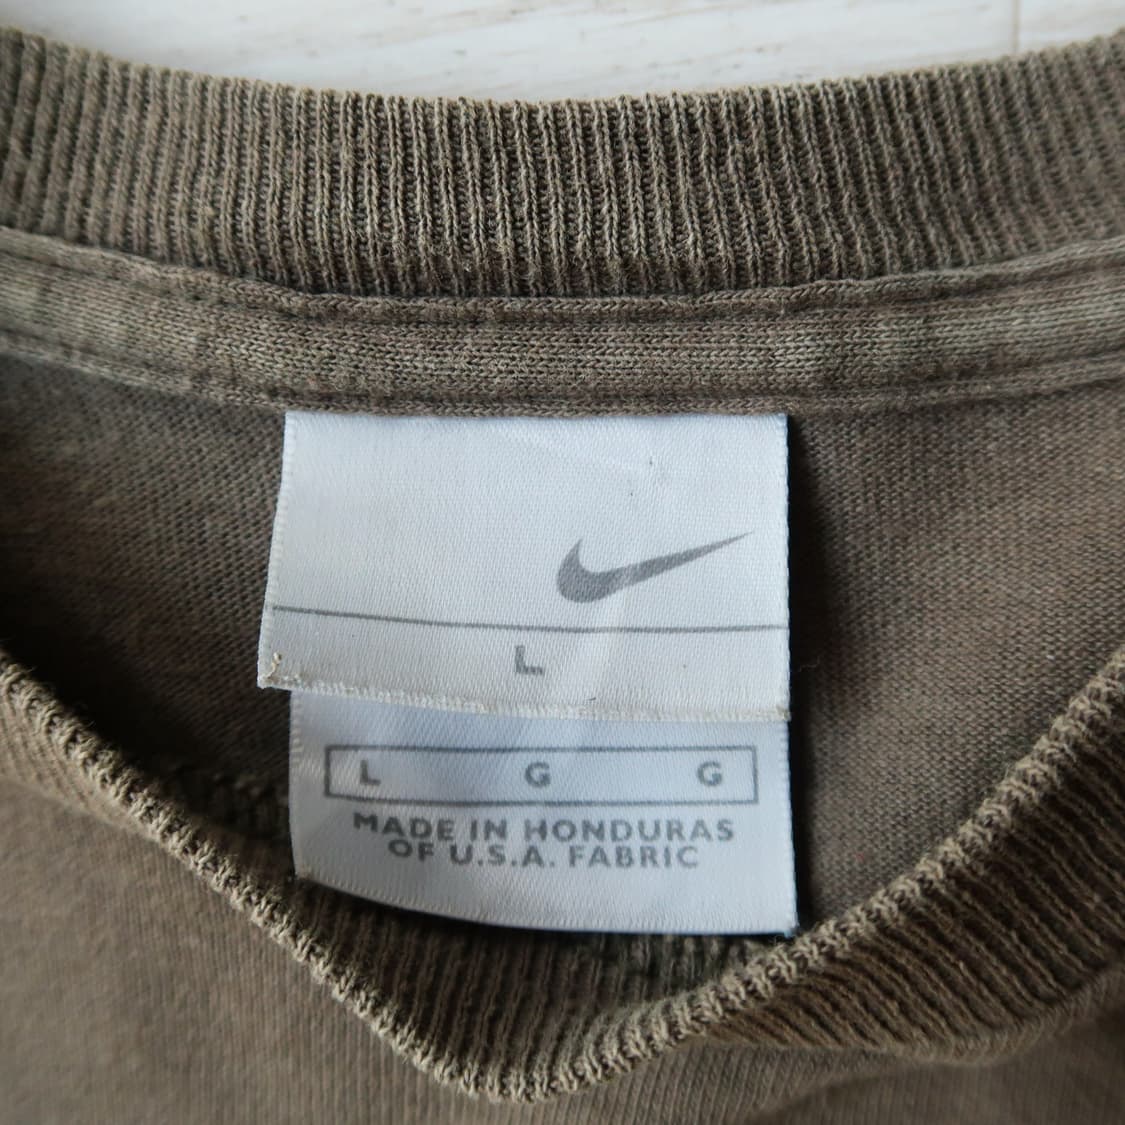 L
L G G
MADE IN HONDURAS
OF U.S.A. FABRIC